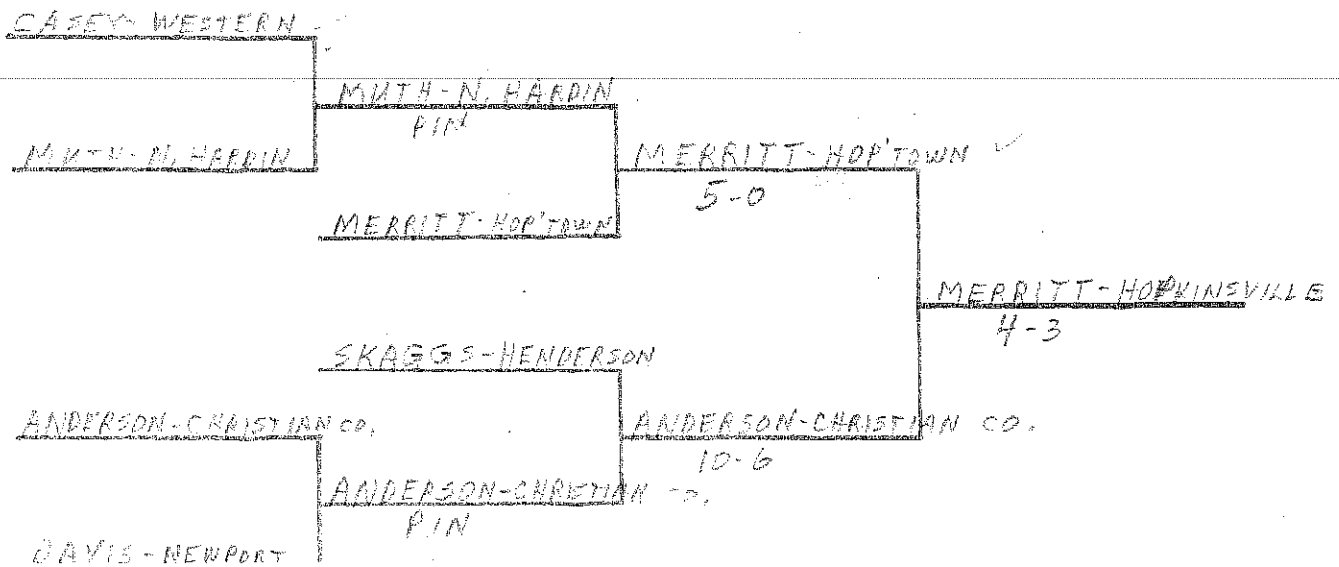 CASEY-WESTERN
MUTH-N. HARDIN
PIN
MUTH-N. HARDIN
MERRITT-HOP'TOWN
5-0
MERRITT-HOP'TOWN
MERRITT-HOPKINSVILLE
4-3
SKAGGS-HENDERSON
ANDERSON-CHRISTIAN CO.
ANDERSON-CHRISTIAN CO.
10-6
ANDERSON-CHRISTIAN CO.
PIN
DAVIS-NEWPORT